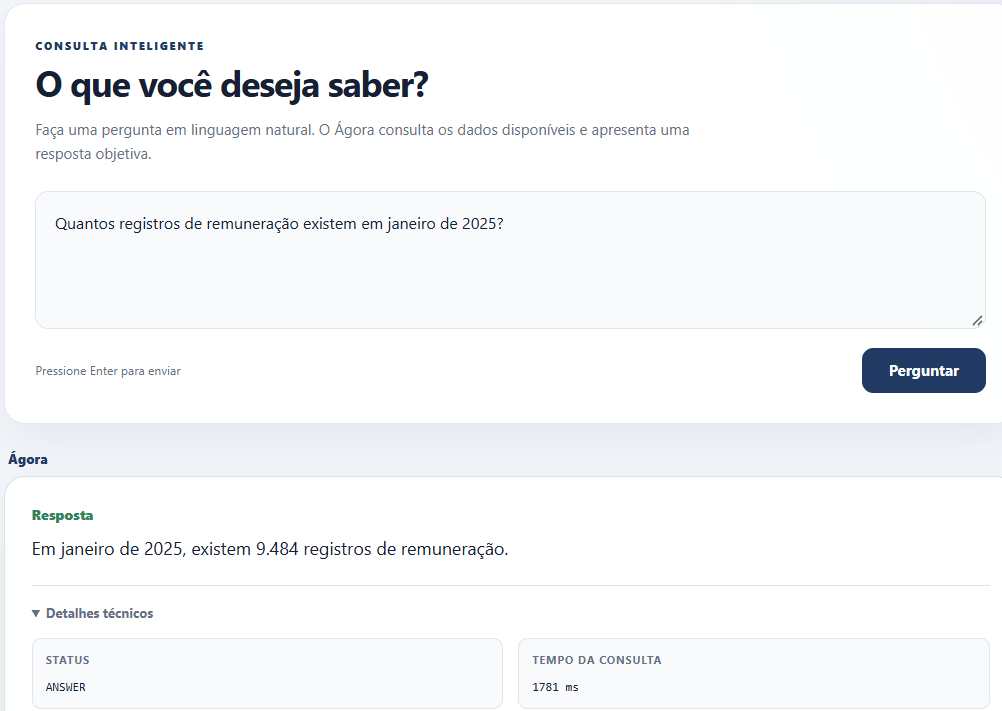 CONSULTA INTELIGENTE
O que você deseja saber?
Faça uma pergunta em linguagem natural. O Ágora consulta os dados disponíveis e apresenta uma
resposta objetiva.
Quantos registros de remuneração existem em janeiro de 2025?
Pressione Enter para enviar
Perguntar
Ágora
Resposta
Em janeiro de 2025, existem 9.484 registros de remuneração.
▼ Detalhes técnicos
STATUS
ANSWER
TEMPO DA CONSULTA
1781 ms